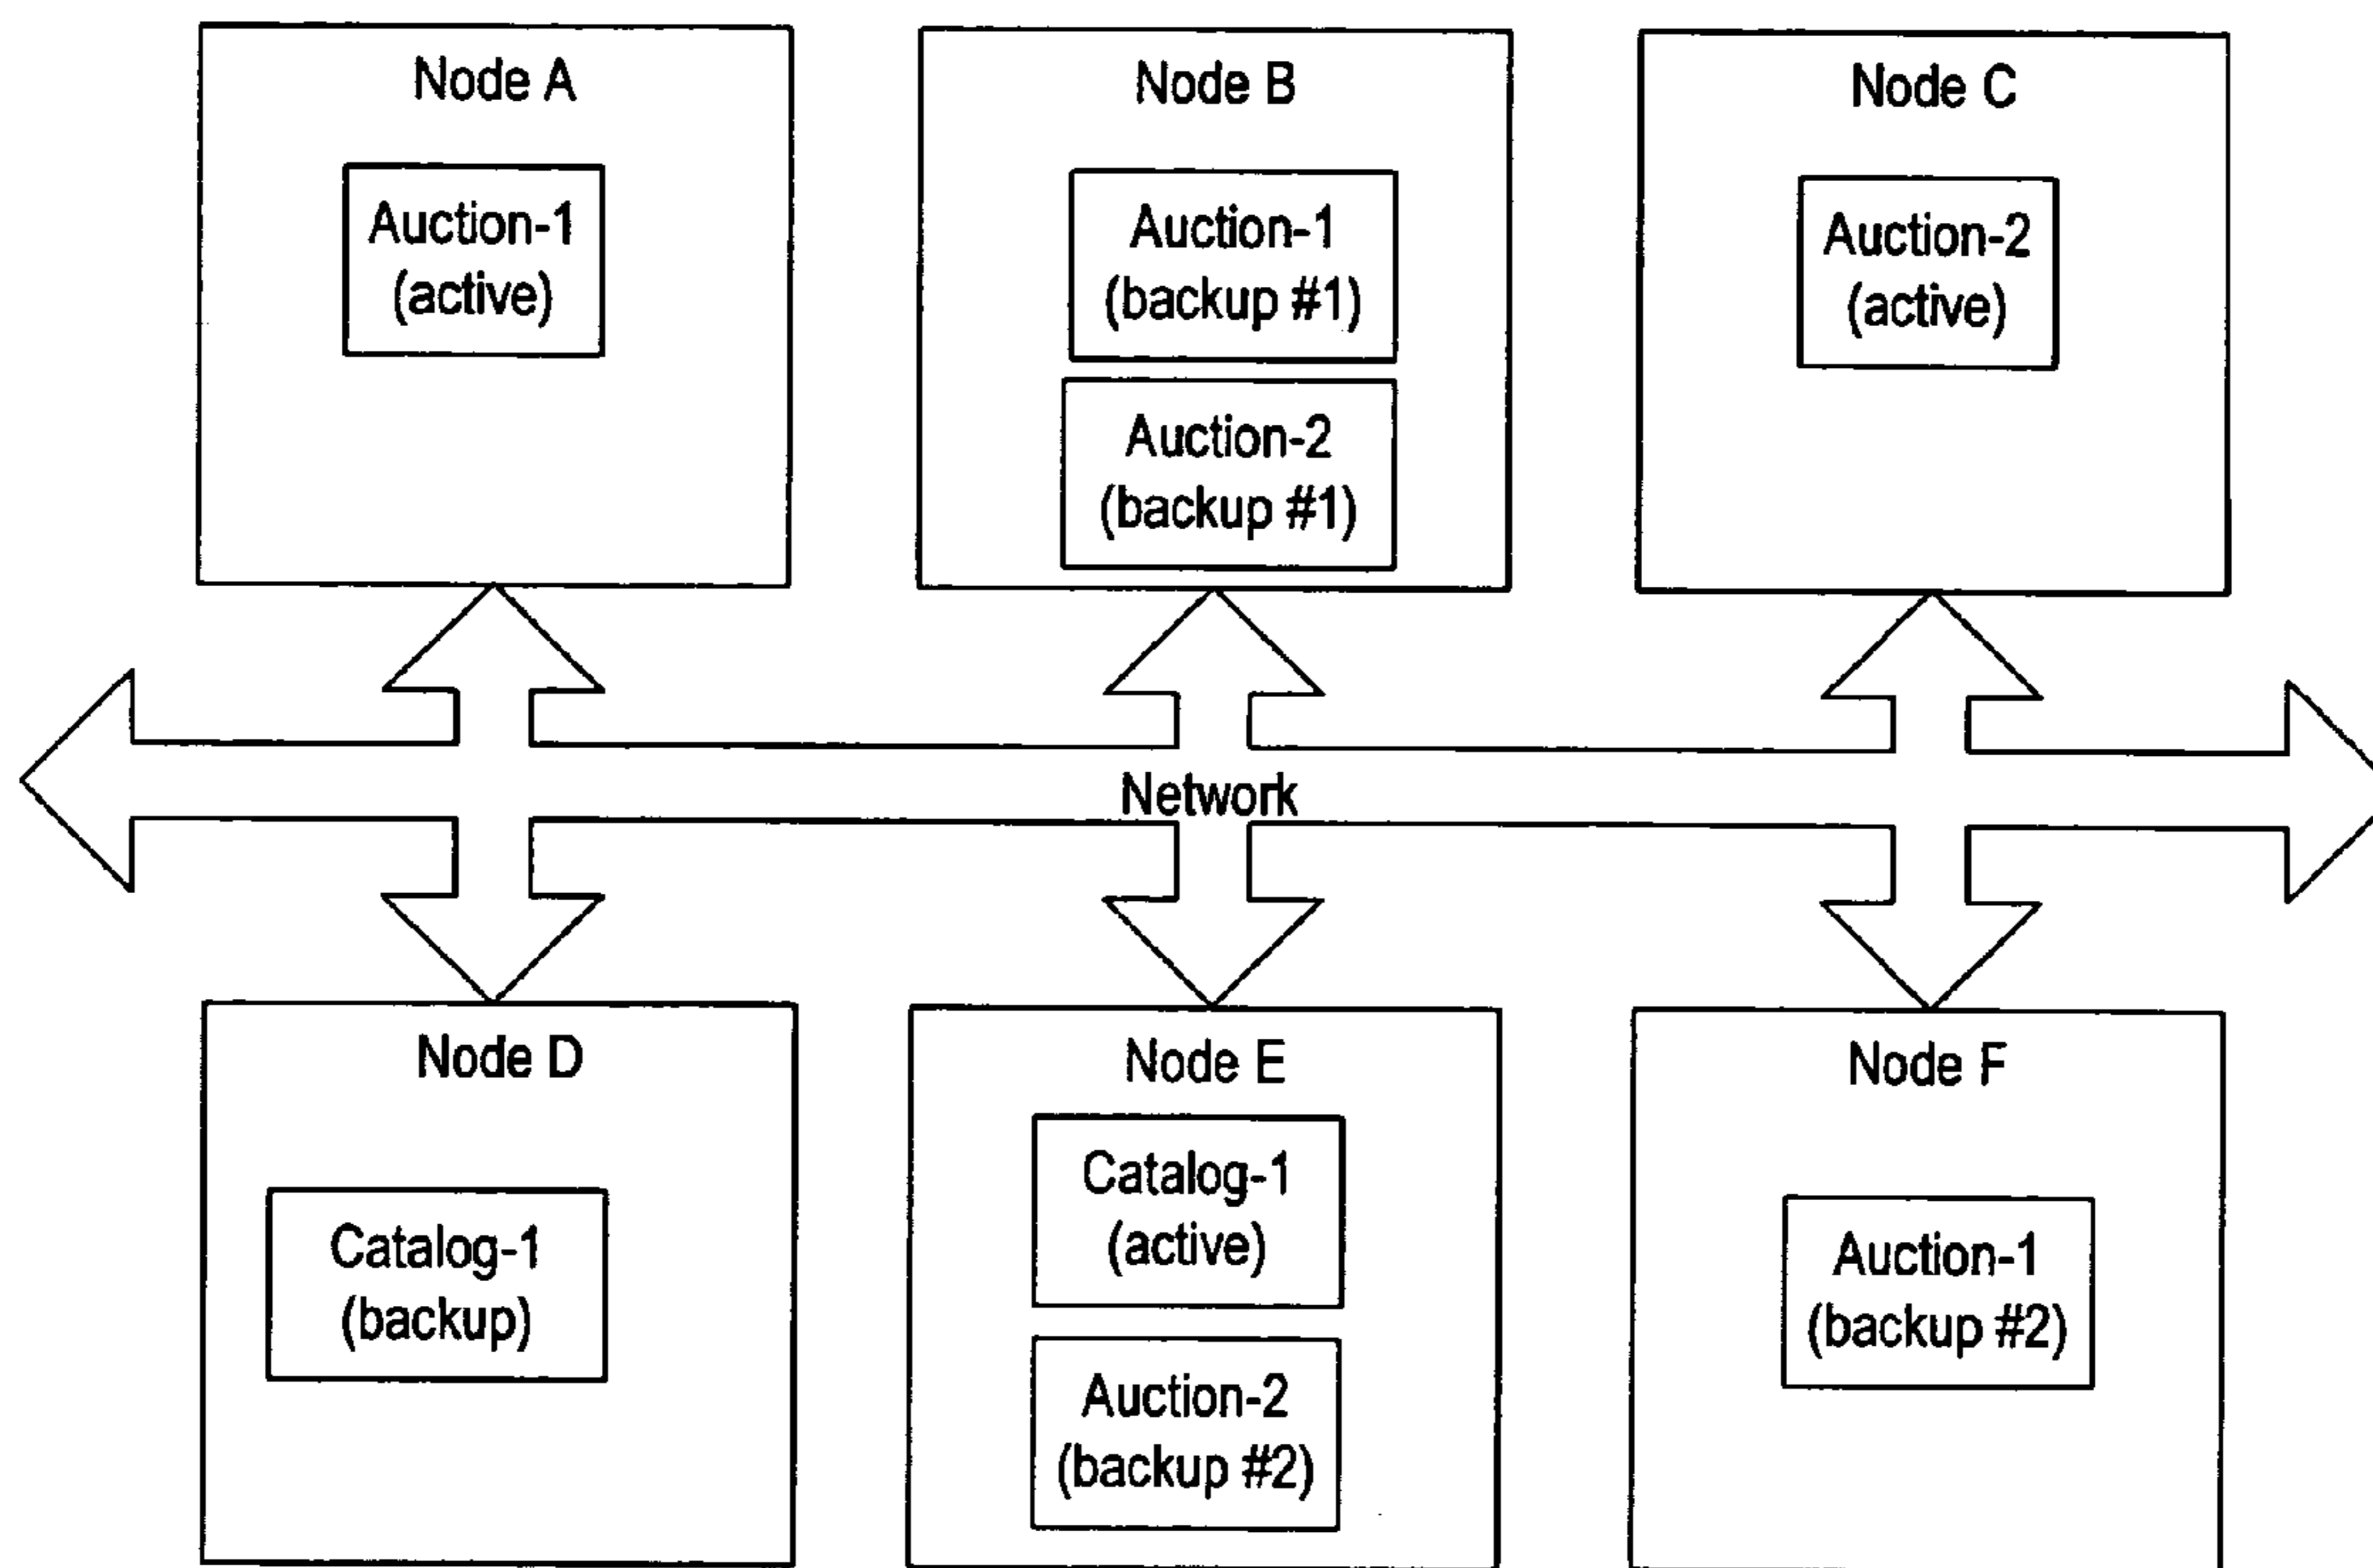 Node A
Auction-1
(active)
Node B
Auction-1
(backup #1)
Auction-2
(backup #1)
Node C
Auction-2
(active)
Network
Node D
Catalog-1
(backup)
Node E
Catalog-1
(active)
Auction-2
(backup #2)
Node F
Auction-1
(backup #2)